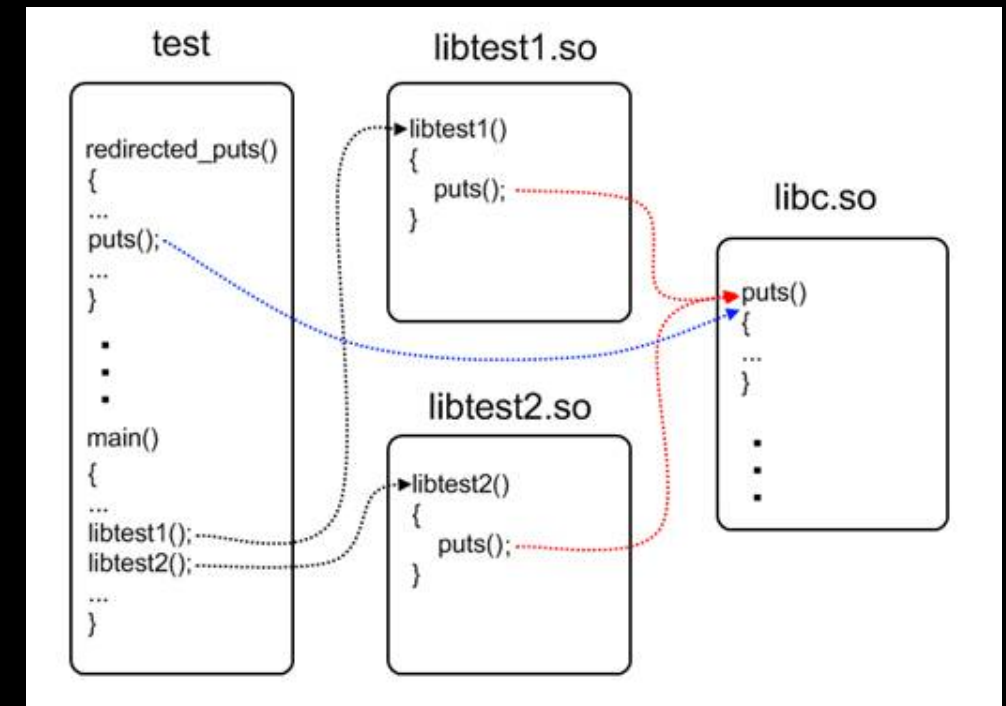 test
redirected_puts()
{
...
puts();
...
}
main()
{
...
libtest1();
libtest2();
...
}
libtest1.so
libtest1()
{
puts();
}
libtest2.so
libtest2()
{
puts();
}
libc.so
puts()
{
...
}